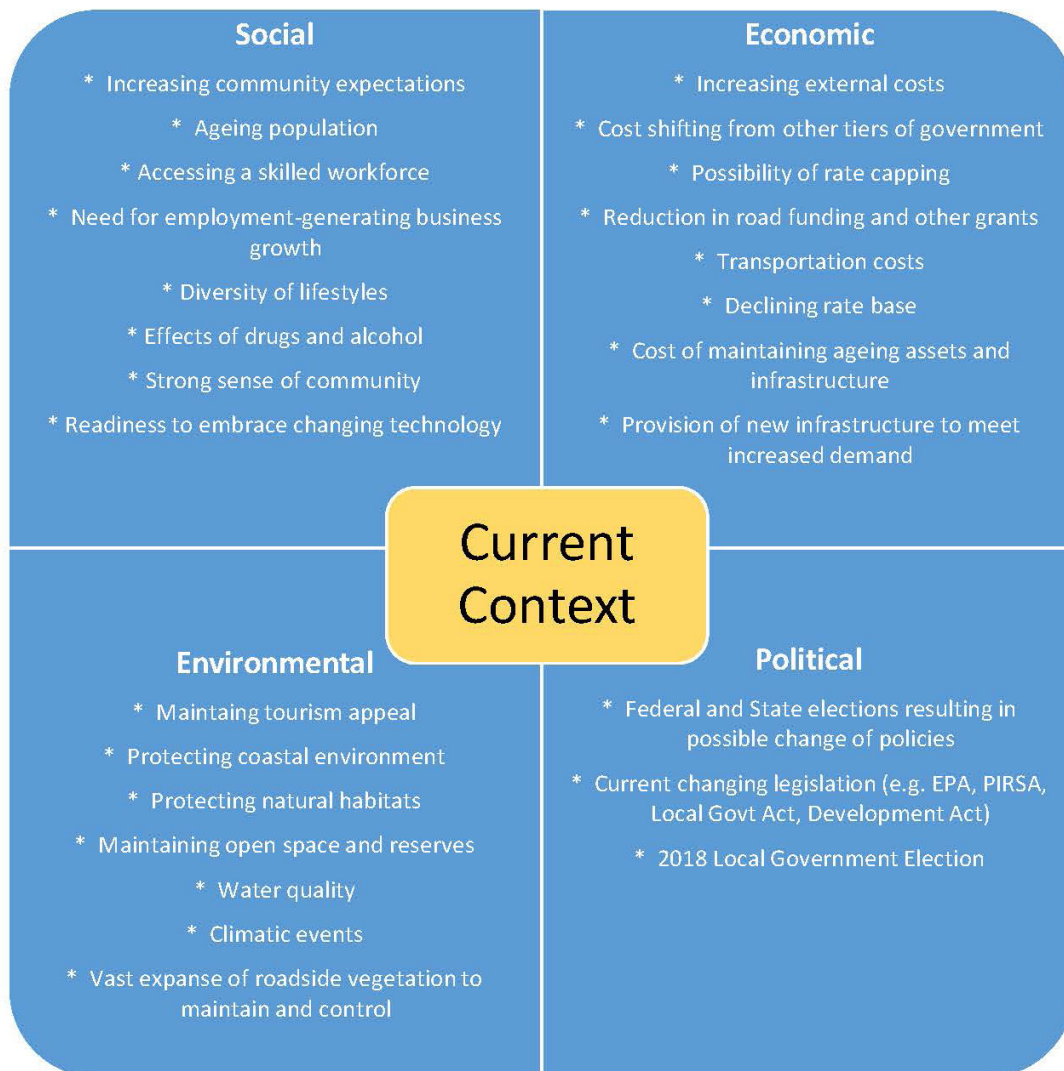 Social
* Increasing community expectations
* Ageing population
* Accessing a skilled workforce
* Need for employment-generating business
growth
* Diversity of lifestyles
* Effects of drugs and alcohol
* Strong sense of community
* Readiness to embrace changing technology
Economic
* Increasing external costs
* Cost shifting from other tiers of government
* Possibility of rate capping
* Reduction in road funding and other grants
* Transportation costs
* Declining rate base
* Cost of maintaining ageing assets and
infrastructure
* Provision of new infrastructure to meet
increased demand
Current
Context
Environmental
* Maintaing tourism appeal
* Protecting coastal environment
* Protecting natural habitats
* Maintaining open space and reserves
* Water quality
* Climatic events
* Vast expanse of roadside vegetation to
maintain and control
Political
* Federal and State elections resulting in
possible change of policies
* Current changing legislation (e.g. EPA, PIRSA,
Local Govt Act, Development Act)
* 2018 Local Government Election